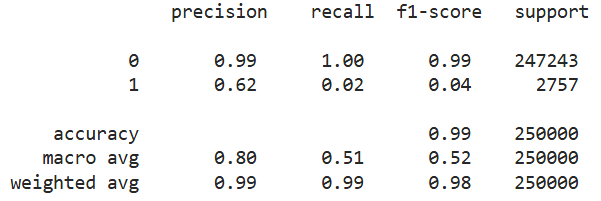 precision recall f1-score support
0 0.99 1.00 0.99 247243
1 0.62 0.02 0.04 2757
accuracy 0.99 250000
macro avg 0.80 0.51 0.52 250000
weighted avg 0.99 0.99 0.98 250000